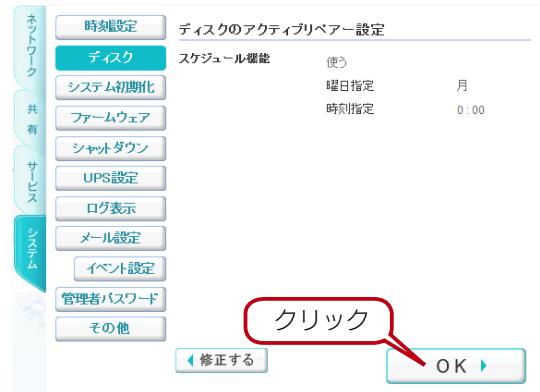 ネットワーク
共有
サービス
システム
時刻設定
ディスク
システム初期化
ファームウェア
シャットダウン
UPS設定
ログ表示
メール設定
イベント設定
管理者パスワード
その他
ディスクのアクティブリペアー設定
スケジュール機能 使う
曜日指定 月
時刻指定 0:00
クリック
修正する
OK